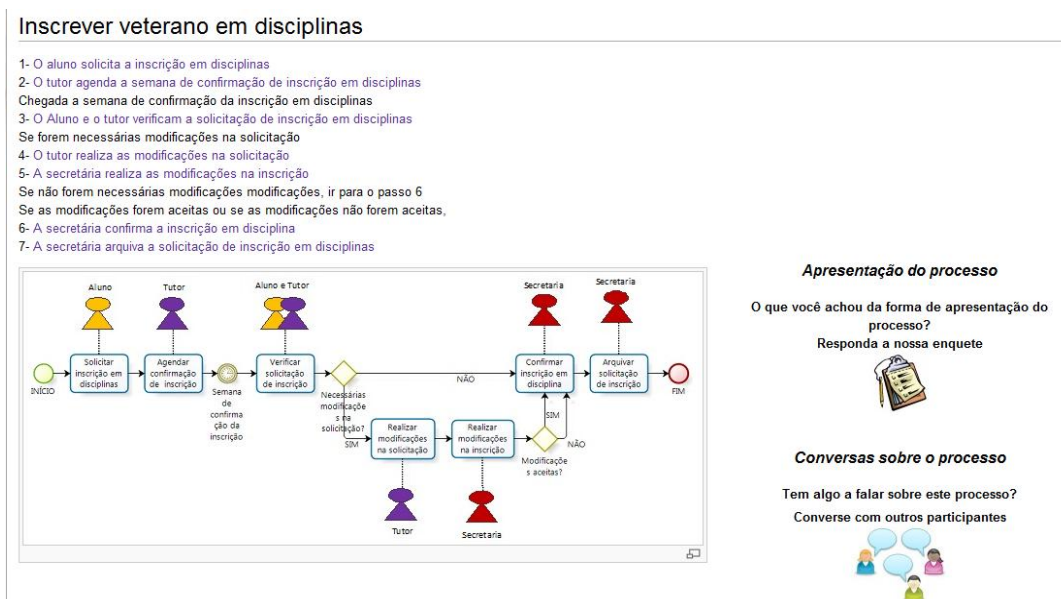 Inscrever veterano em disciplinas
1- O aluno solicita a inscrição em disciplinas
2- O tutor agenda a semana de confirmação de inscrição em disciplinas
Chegada a semana de confirmação da inscrição em disciplinas
3- O Aluno e o tutor verificam a solicitação de inscrição em disciplinas
Se forem necessárias modificações na solicitação
4- O tutor realiza as modificações na solicitação
5- A secretária realiza as modificações na inscrição
Se não forem necessárias modificações modificações, ir para o passo 6
Se as modificações forem aceitas ou se as modificações não forem aceitas,
6- A secretária confirma a inscrição em disciplina
7- A secretária arquiva a solicitação de inscrição em disciplinas
Aluno
Tutor
Aluno e Tutor
Secretaria
Secretaria
INÍCIO
Solicitar
inscrição em
disciplinas
Agendar
confirmação
de inscrição
Semana
de
confirma
ção da
inscrição
Verificar
solicitação
de inscrição
Necessárias
modificaçõe
s na
solicitação?
NÃO
SIM
Confirmar
inscrição em
disciplina
Arquivar
solicitação
de inscrição
FIM
Realizar
modificações
na solicitação
Realizar
modificações
na inscrição
SIM
NÃO
Modificaçõe
s aceitas?
Tutor
Secretaria
Apresentação do processo
O que você achou da forma de apresentação do
processo?
Responda a nossa enquete
Conversas sobre o processo
Tem algo a falar sobre este processo?
Converse com outros participantes